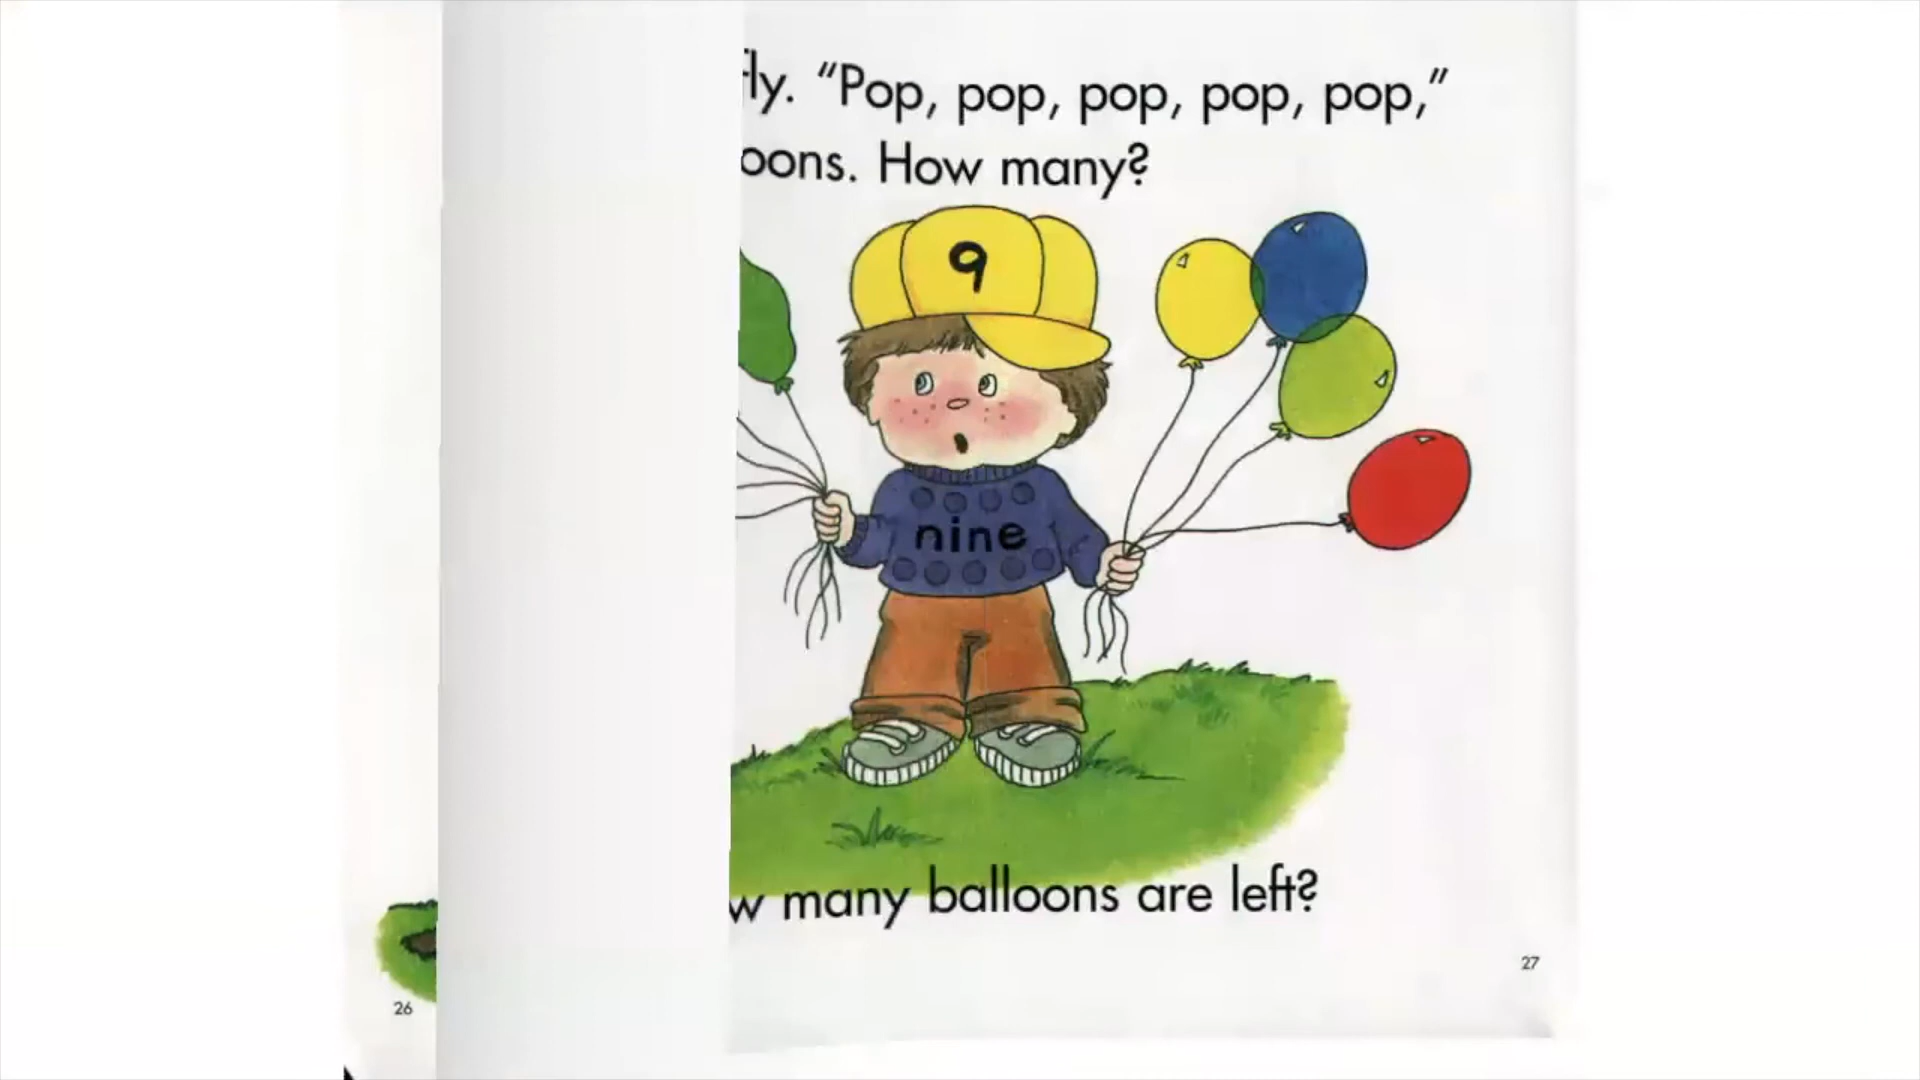 fly. "Pop, pop, pop, pop, pop,"
oons. How many?
9
nine
w many balloons are left?
27
26